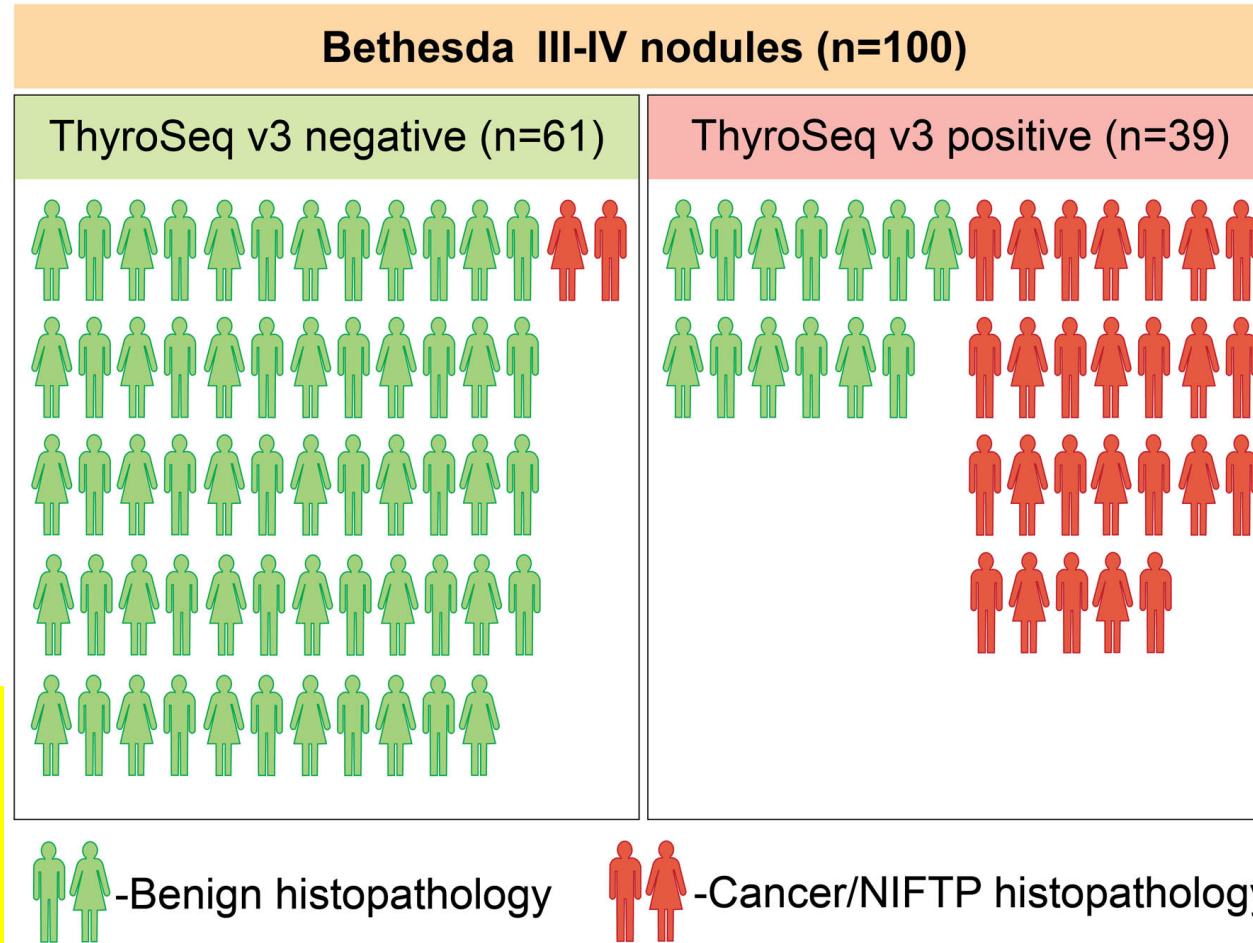 Bethesda III-IV nodules (n=100)
ThyroSeq v3 negative (n=61)
ThyroSeq v3 positive (n=39)
-Benign histopathology
-Cancer/NIFTP histopathology